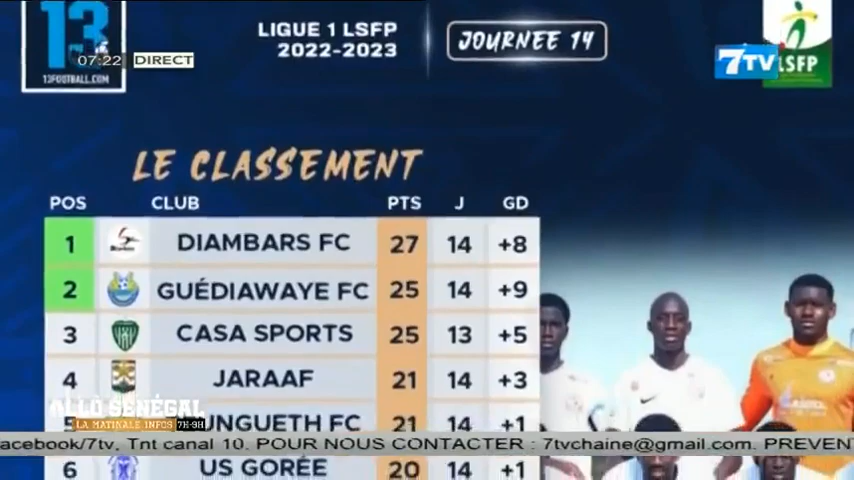 13
13FOOTBALL.COM
07:22 DIRECT
LIGUE 1 LSFP
2022-2023
JOURNEE 14
7TV
LSFP
LE CLASSEMENT
POS CLUB PTS J GD
1 DIAMBARS FC 27 14 +8
2 GUÉDIAWAYE FC 25 14 +9
3 CASA SPORTS 25 13 +5
4 JARAAF 21 14 +3
NGUETH FC 21 14 +1
ALLÔ SÉNÉGAL
LA MATINALE INFOS 7H-9H
acebook/7tv, Tnt canal 10. POUR NOUS CONTACTER : 7tvchaine@gmail.com. PREVEN
6 US GORÉE 20 14 +1